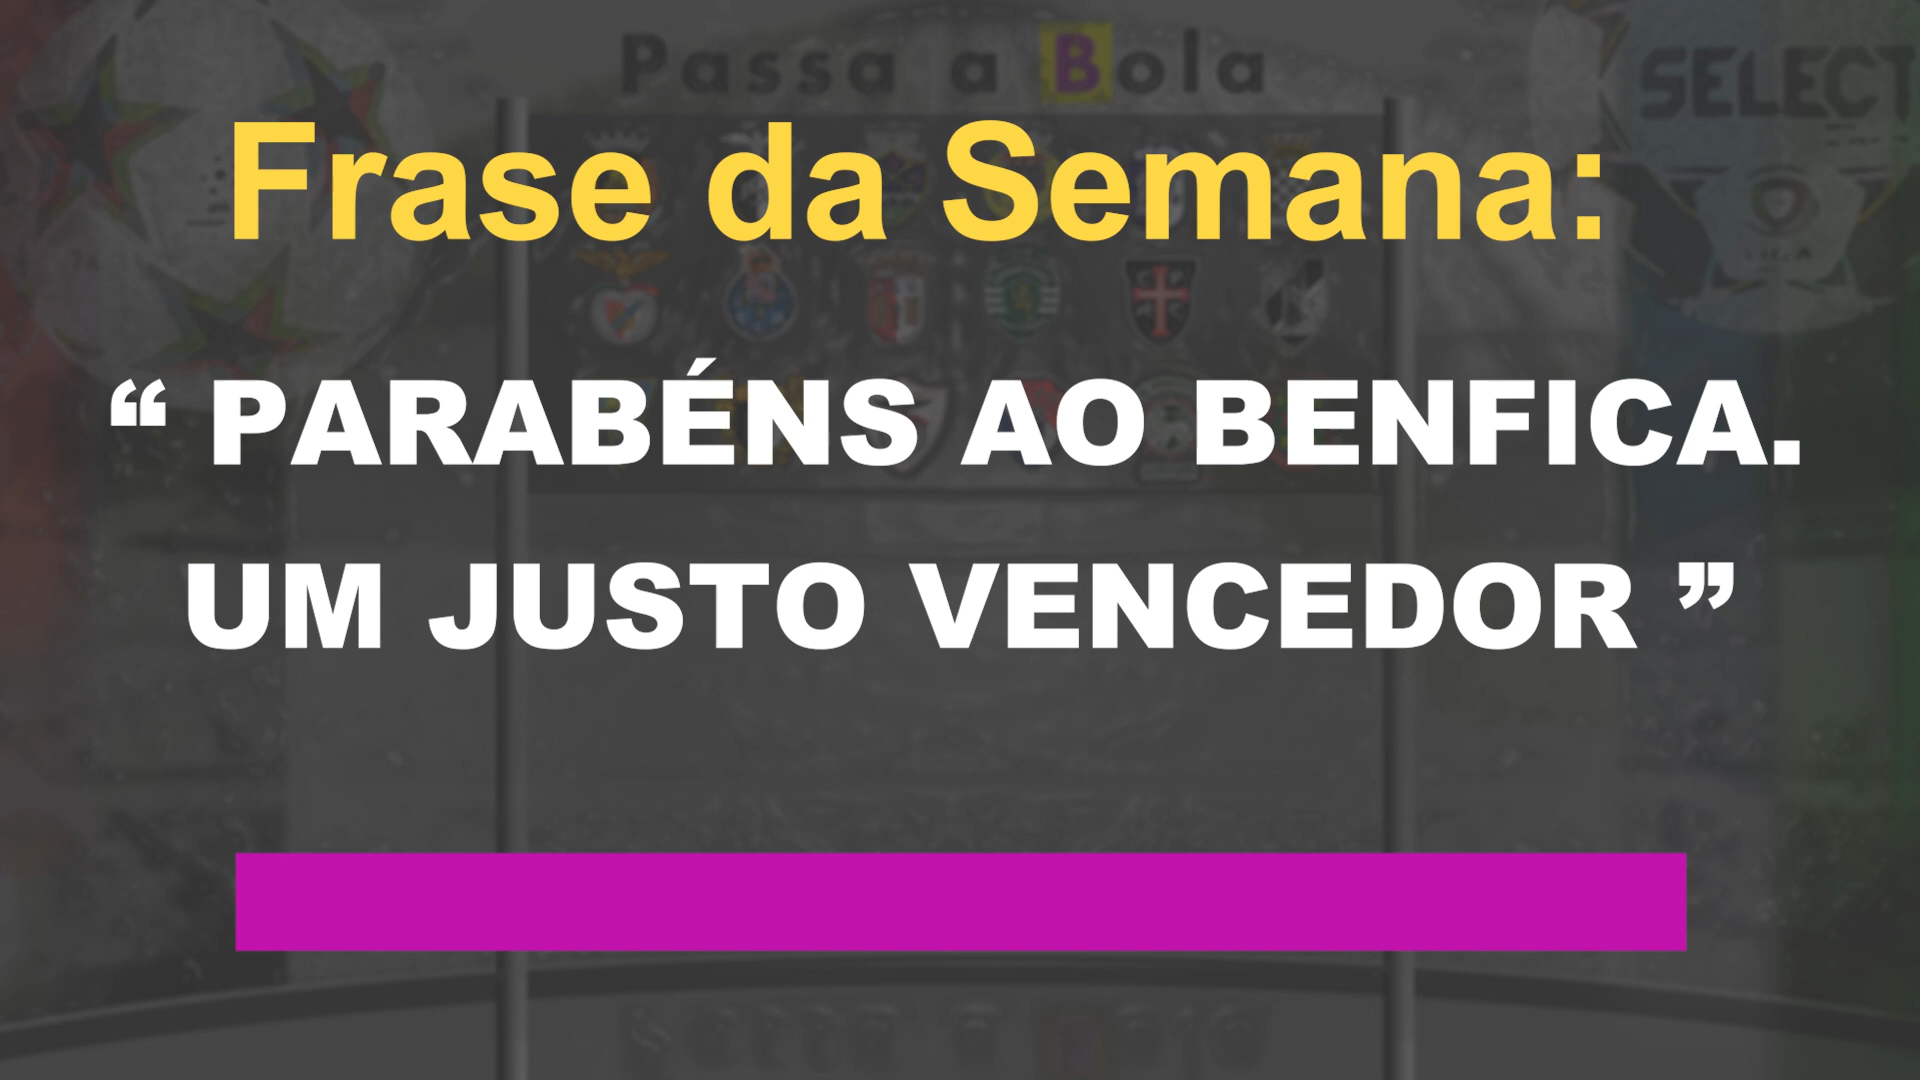 Passa a Bola
SELECT
Frase da Semana:
“ PARABÉNS AO BENFICA.
UM JUSTO VENCEDOR ”